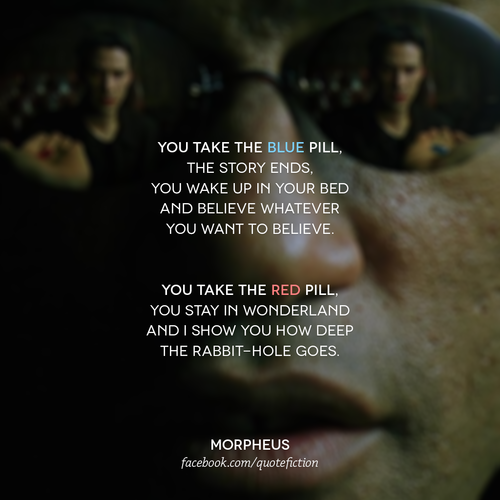 YOU TAKE THE BLUE PILL,
THE STORY ENDS,
YOU WAKE UP IN YOUR BED
AND BELIEVE WHATEVER
YOU WANT TO BELIEVE.
YOU TAKE THE RED PILL,
YOU STAY IN WONDERLAND
AND I SHOW YOU HOW DEEP
THE RABBIT-HOLE GOES.
MORPHEUS
facebook.com/quotefiction